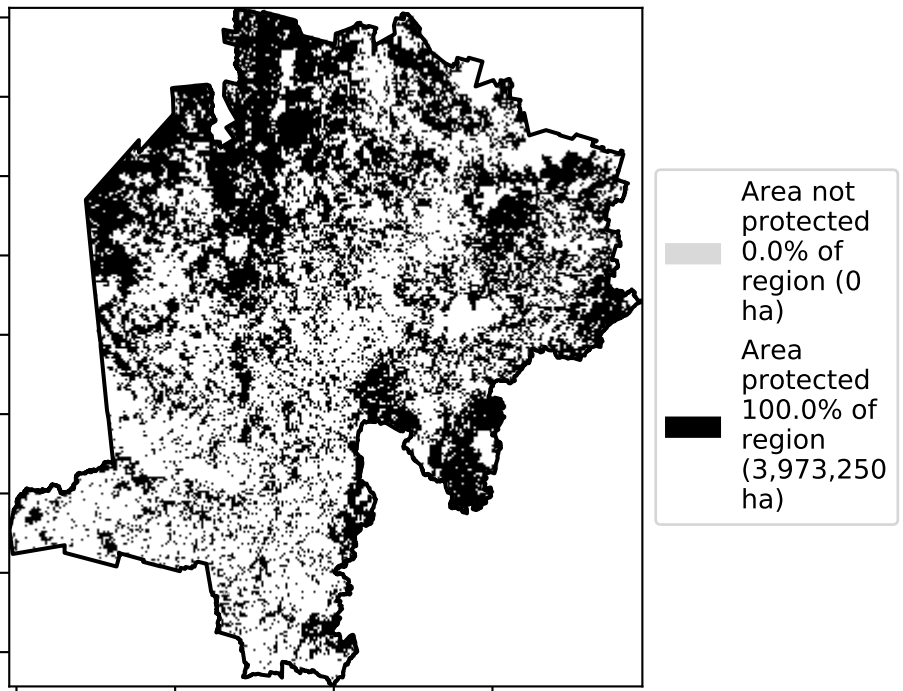 Area not
protected
0.0% of
region (0
ha)
Area
protected
100.0% of
region
(3,973,250
ha)